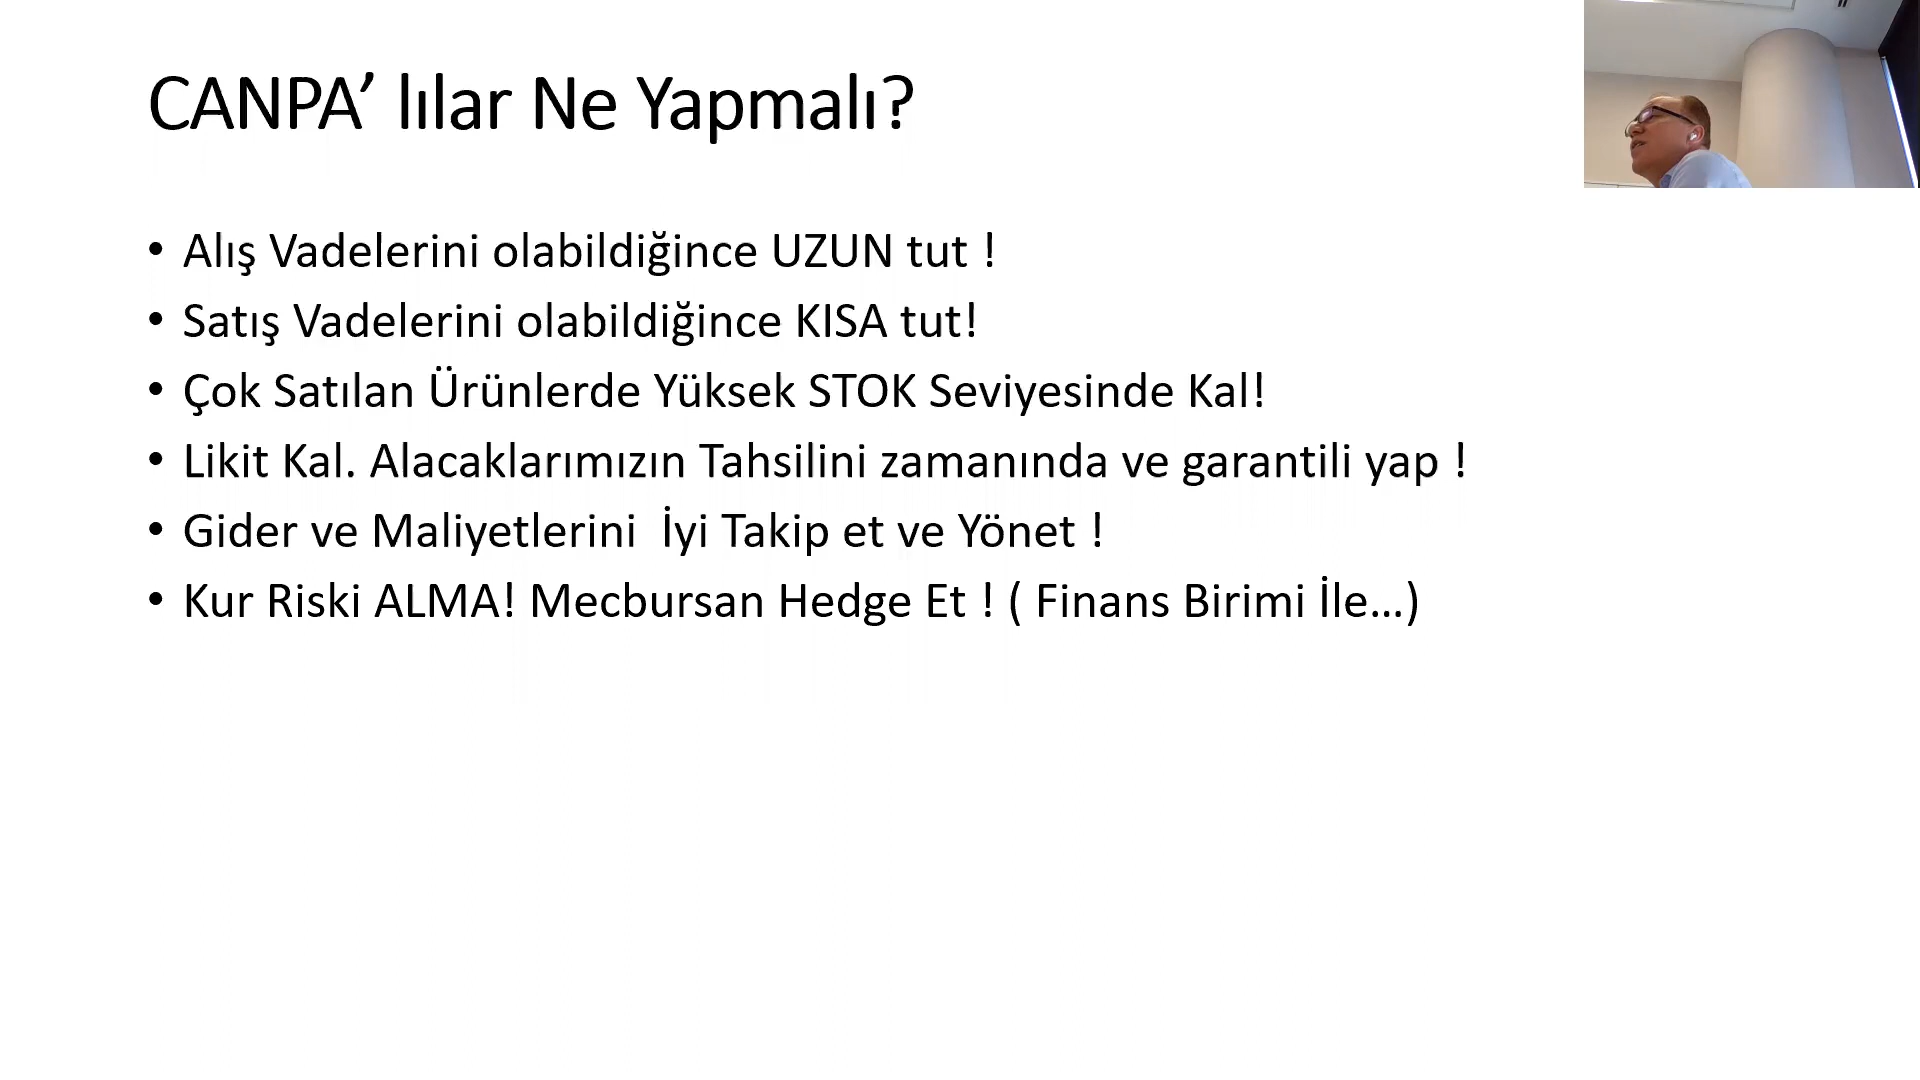 CANPA’ lılar Ne Yapmalı?
• Alış Vadelerini olabildiğince UZUN tut !
• Satış Vadelerini olabildiğince KISA tut!
• Çok Satılan Ürünlerde Yüksek STOK Seviyesinde Kal!
• Likit Kal. Alacaklarımızın Tahsilini zamanında ve garantili yap !
• Gider ve Maliyetlerini  İyi Takip et ve Yönet !
• Kur Riski ALMA! Mecbursan Hedge Et ! ( Finans Birimi İle…)